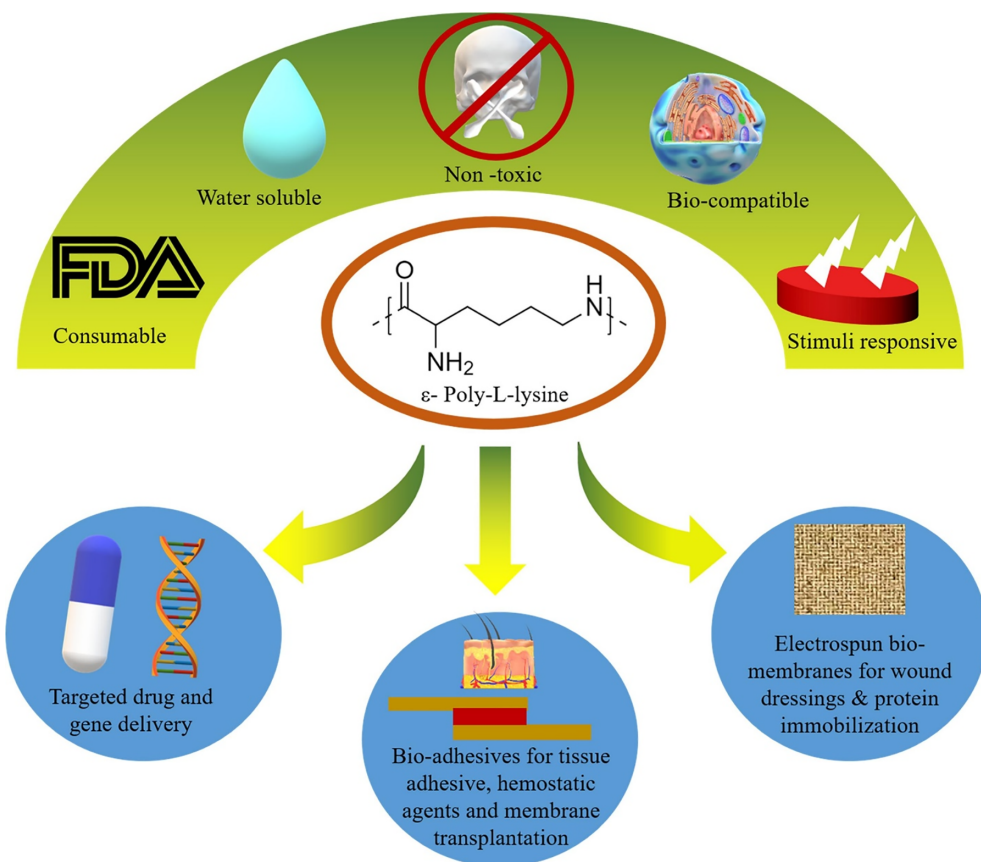 Non -toxic
Water soluble
Bio-compatible
FDA
Consumable
Stimuli responsive
O
H
N
NH₂
ε- Poly-L-lysine
Targeted drug and
gene delivery
Bio-adhesives for tissue
adhesive, hemostatic
agents and membrane
transplantation
Electrospun bio-
membranes for wound
dressings & protein
immobilization